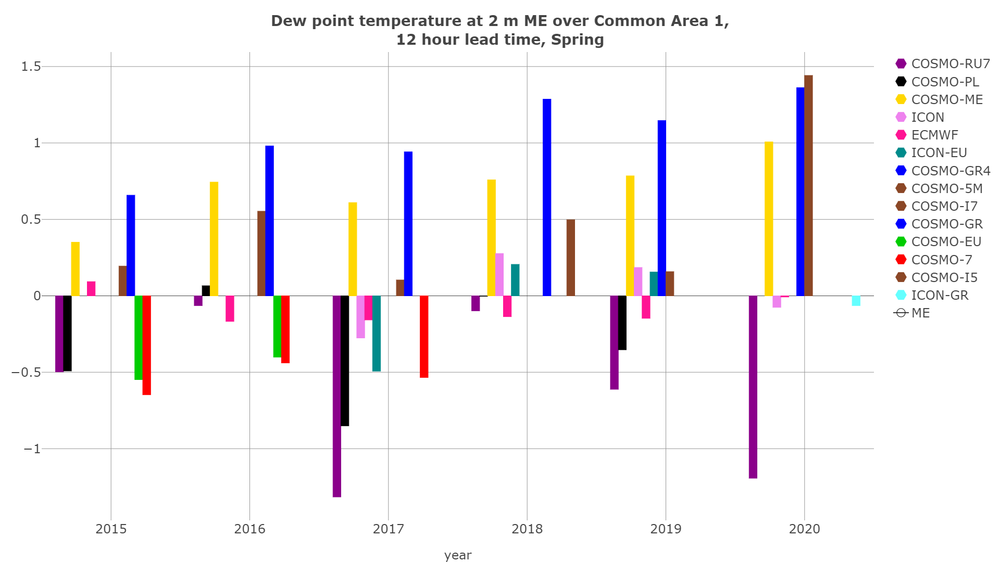 Dew point temperature at 2 m ME over Common Area 1,
12 hour lead time, Spring
1.5
1
0.5
0
−0.5
−1
2015
2016
2017
2018
2019
2020
year
COSMO-RU7
COSMO-PL
COSMO-ME
ICON
ECMWF
ICON-EU
COSMO-GR4
COSMO-5M
COSMO-I7
COSMO-GR
COSMO-EU
COSMO-7
COSMO-I5
ICON-GR
ME